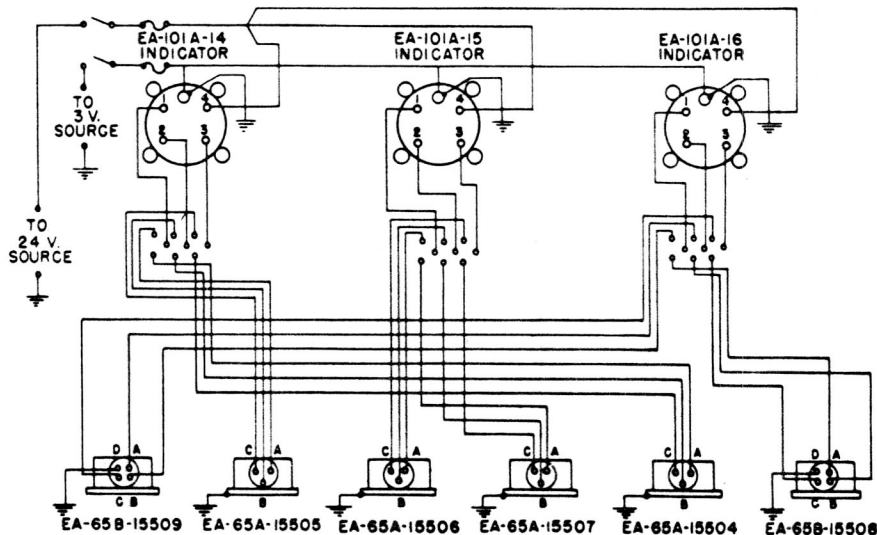 EA-101A-14
INDICATOR
EA-101A-15
INDICATOR
EA-101A-16
INDICATOR
TO
3 V.
SOURCE
1 4
2 3
1 4
2 3
1 4
2 3
TO
24 V.
SOURCE
D A
C B
C A
B
C A
B
C A
B
C A
B
D A
C B
EA-65B-15509
EA-65A-15505
EA-65A-15506
EA-65A-15507
EA-65A-15504
EA-65B-15508